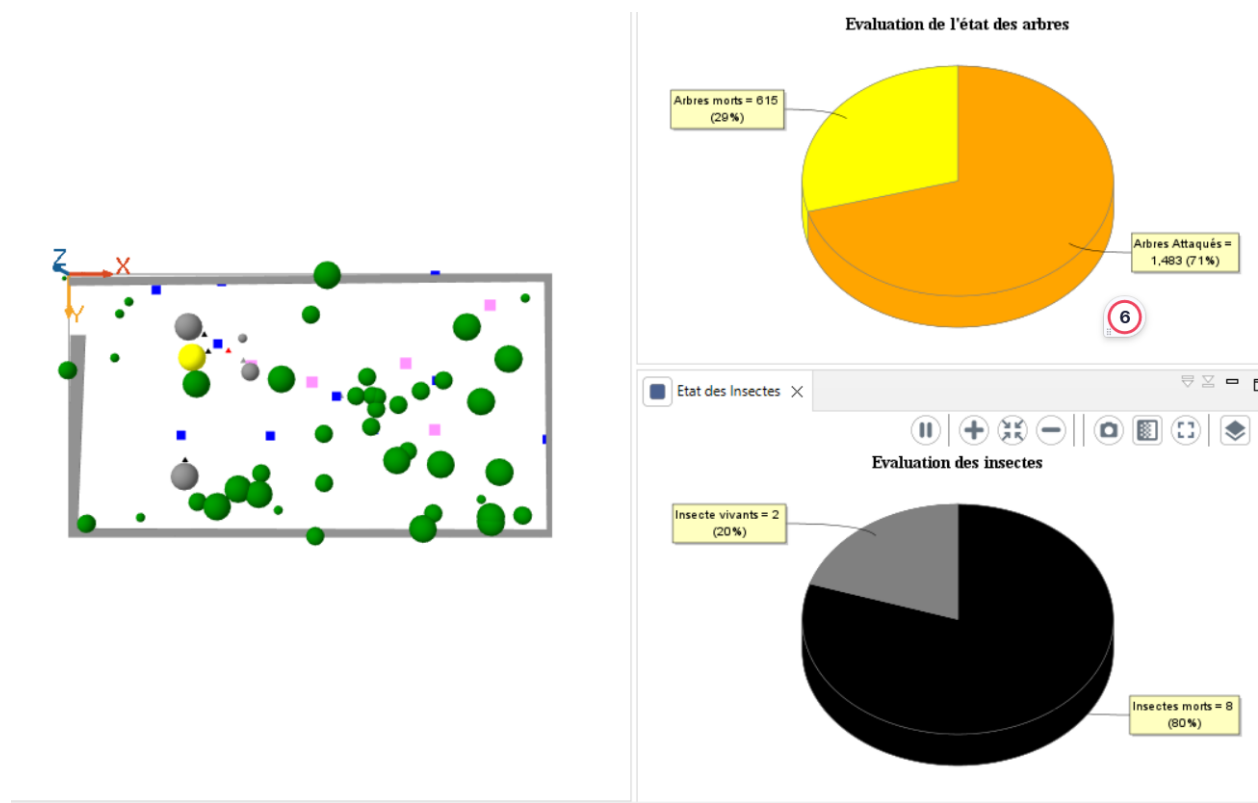 Evaluation de l'état des arbres
Arbres morts = 615
(29%)
Arbres Attaqués =
1,483 (71%)
6
Z
X
Y
Etat des Insectes
Evaluation des insectes
Insecte vivants = 2
(20%)
Insectes morts = 8
(80%)